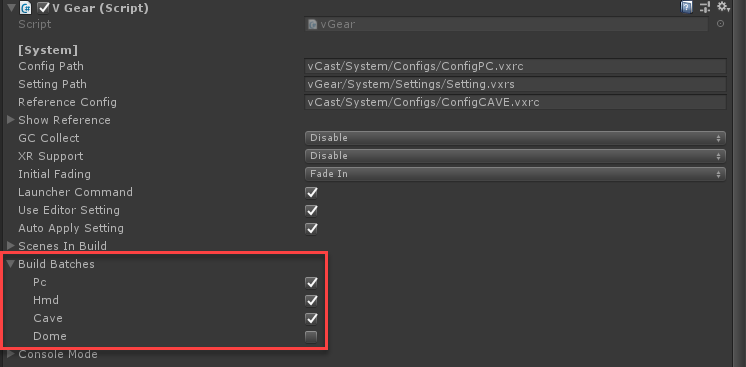 V Gear (Script)
Script vGear
[System]
Config Path vCast/System/Configs/ConfigPC.vxrc
Setting Path vGear/System/Settings/Setting.vxrs
Reference Config vCast/System/Configs/ConfigCAVE.vxrc
Show Reference
GC Collect Disable
XR Support Disable
Initial Fading Fade In
Launcher Command
Use Editor Setting
Auto Apply Setting
Scenes In Build
Build Batches
Pc
Hmd
Cave
Dome
Console Mode